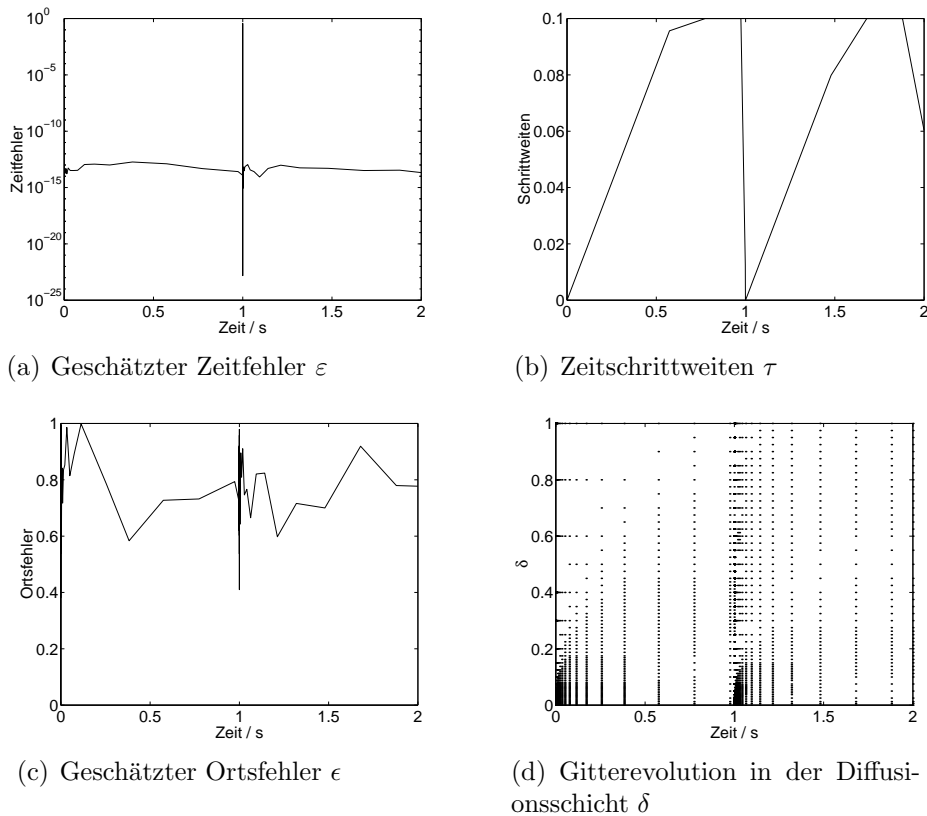 10^0
10^-5
10^-10
10^-15
10^-20
10^-25
Zeitfehler
0 0.5 1 1.5 2
Zeit / s
(a) Geschätzter Zeitfehler ε
0.1
0.08
0.06
0.04
0.02
0
Schrittweiten
0 0.5 1 1.5 2
Zeit / s
(b) Zeitschrittweiten τ
1
0.8
0.6
0.4
0.2
0
Ortsfehler
0 0.5 1 1.5 2
Zeit / s
(c) Geschätzter Ortsfehler ϵ
1
0.8
0.6
0.4
0.2
0
δ
0 0.5 1 1.5 2
Zeit / s
(d) Gitterevolution in der Diffusi-
onsschicht δ